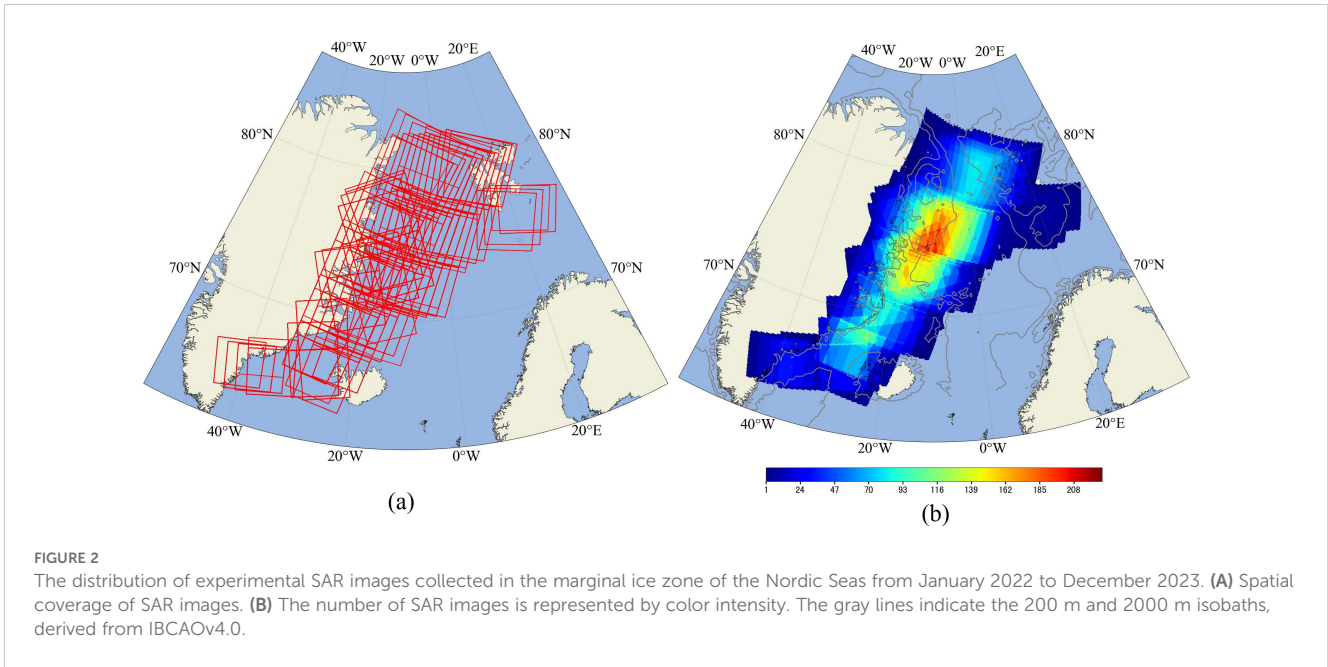 40°W
20°W 0°W
20°E
80°N
80°N
70°N
70°N
40°W
20°W
0°W
20°E
(a)
40°W
20°W 0°W
20°E
80°N
80°N
70°N
70°N
40°W
20°W
0°W
20°E
1 24 47 70 93 116 139 162 185 208
(b)
FIGURE 2
The distribution of experimental SAR images collected in the marginal ice zone of the Nordic Seas from January 2022 to December 2023. (A) Spatial
coverage of SAR images. (B) The number of SAR images is represented by color intensity. The gray lines indicate the 200 m and 2000 m isobaths,
derived from IBCAOv4.0.